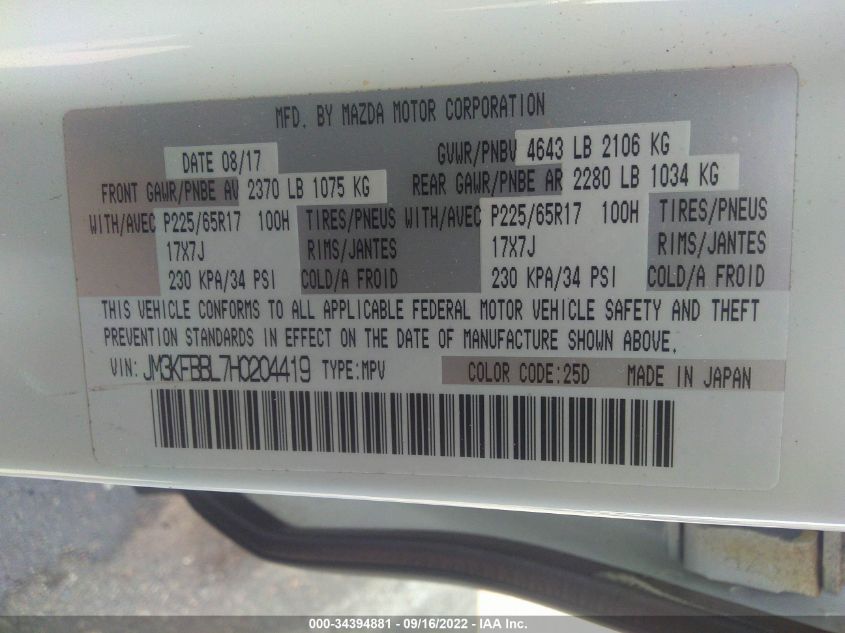 MFD. BY MAZDA MOTOR CORPORATION
DATE 08/17 GVWR/PNBV 4643 LB 2106 KG
FRONT GAWR/PNBE AV 2370 LB 1075 KG REAR GAWR/PNBE AR 2280 LB 1034 KG
WITH/AVEC P225/65R17 100H TIRES/PNEUS WITH/AVEC P225/65R17 100H TIRES/PNEUS
17X7J RIMS/JANTES 17X7J RIMS/JANTES
230 KPA/34 PSI COLD/A FROID 230 KPA/34 PSI COLD/A FROID
THIS VEHICLE CONFORMS TO ALL APPLICABLE FEDERAL MOTOR VEHICLE SAFETY AND THEFT
PREVENTION STANDARDS IN EFFECT ON THE DATE OF MANUFACTURE SHOWN ABOVE.
VIN: JM3KFBBL7H0204419 TYPE:MPV COLOR CODE:25D MADE IN JAPAN
000-34394881 - 09/16/2022 - IAA Inc.